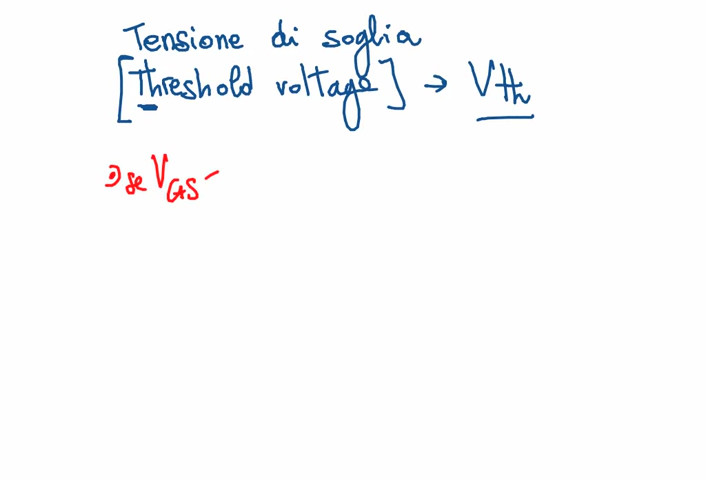 Tensione di soglia
[Threshold voltage] → Vth
se VGS